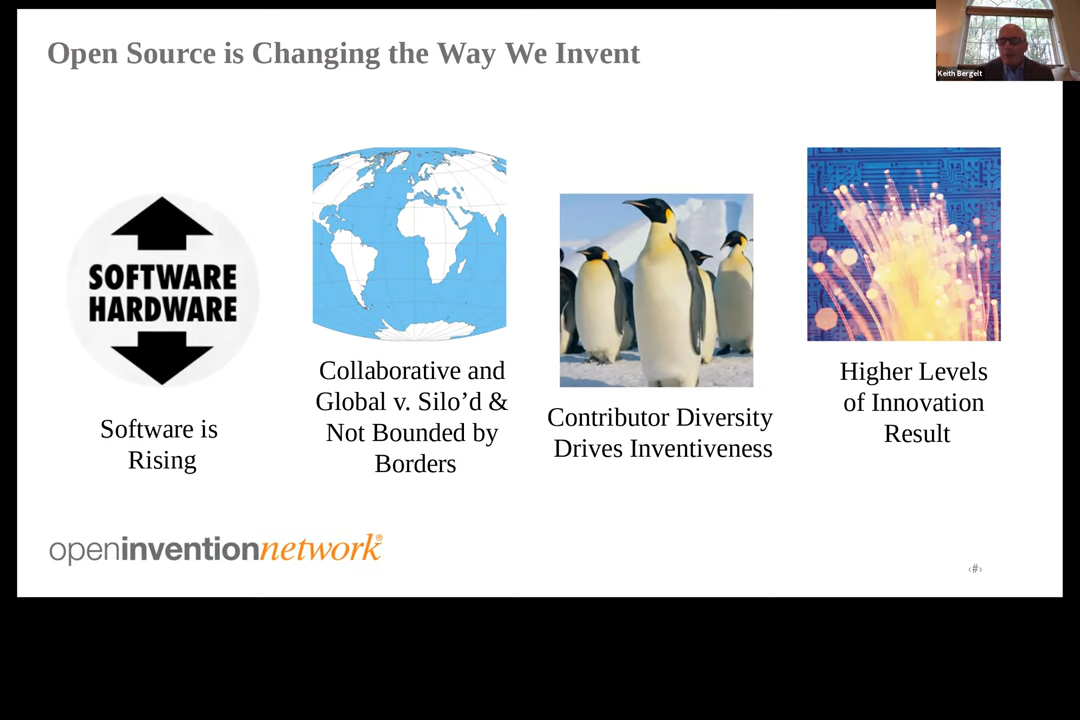 Open Source is Changing the Way We Invent
Keith Bergelt
SOFTWARE
HARDWARE
Software is
Rising
Collaborative and
Global v. Silo’d &
Not Bounded by
Borders
Contributor Diversity
Drives Inventiveness
Higher Levels
of Innovation
Result
openinventionnetwork®
‹#›